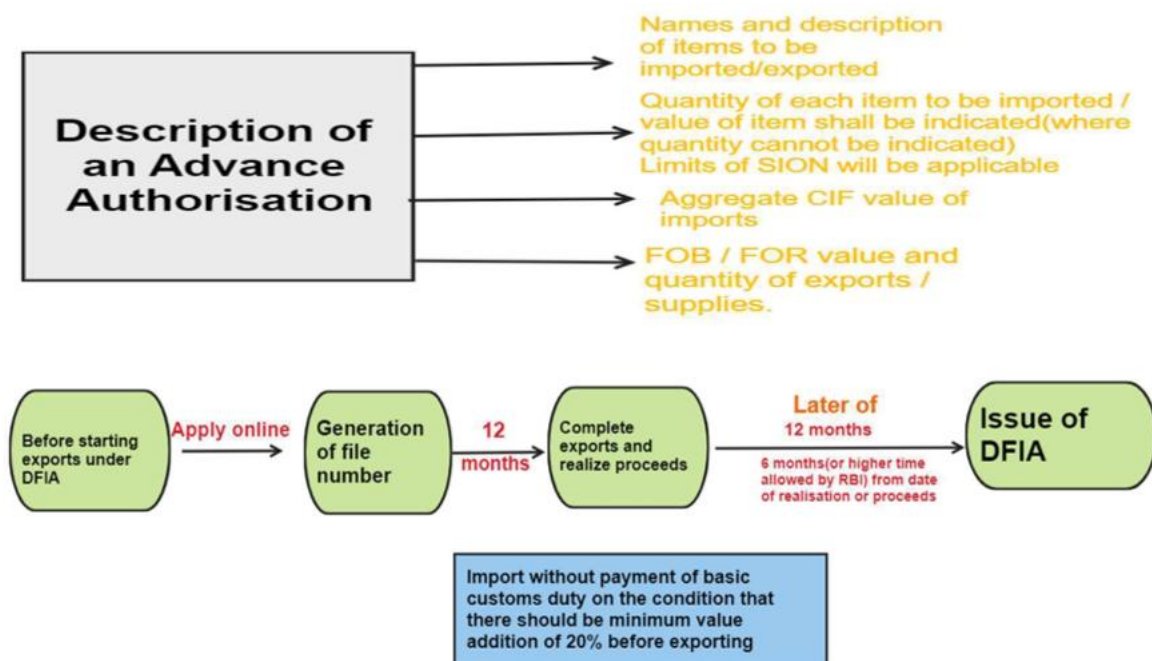 Description of
an Advance
Authorisation
Names and description
of items to be
imported/exported
Quantity of each item to be imported /
value of item shall be indicated(where
quantity cannot be indicated)
Limits of SION will be applicable
Aggregate CIF value of
imports
FOB / FOR value and
quantity of exports /
supplies.
Before starting
exports under
DFIA
Apply online
Generation
of file
number
12
months
Complete
exports and
realize proceeds
Later of
12 months
6 months(or higher time
allowed by RBI) from date
of realisation or proceeds
Issue of
DFIA
Import without payment of basic
customs duty on the condition that
there should be minimum value
addition of 20% before exporting